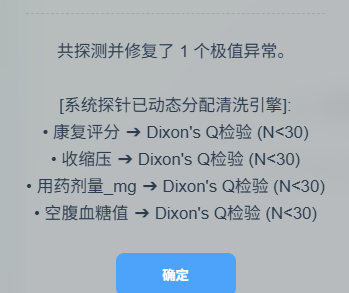 共探测并修复了 1 个极值异常。
[系统探针已动态分配清洗引擎]:
• 康复评分 ➔ Dixon's Q检验 (N<30)
• 收缩压 ➔ Dixon's Q检验 (N<30)
• 用药剂量_mg ➔ Dixon's Q检验 (N<30)
• 空腹血糖值 ➔ Dixon's Q检验 (N<30)
确定